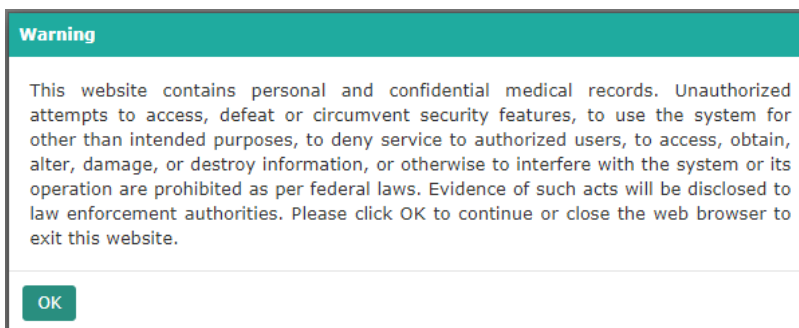 Warning
This website contains personal and confidential medical records. Unauthorized
attempts to access, defeat or circumvent security features, to use the system for
other than intended purposes, to deny service to authorized users, to access, obtain,
alter, damage, or destroy information, or otherwise to interfere with the system or its
operation are prohibited as per federal laws. Evidence of such acts will be disclosed to
law enforcement authorities. Please click OK to continue or close the web browser to
exit this website.
OK